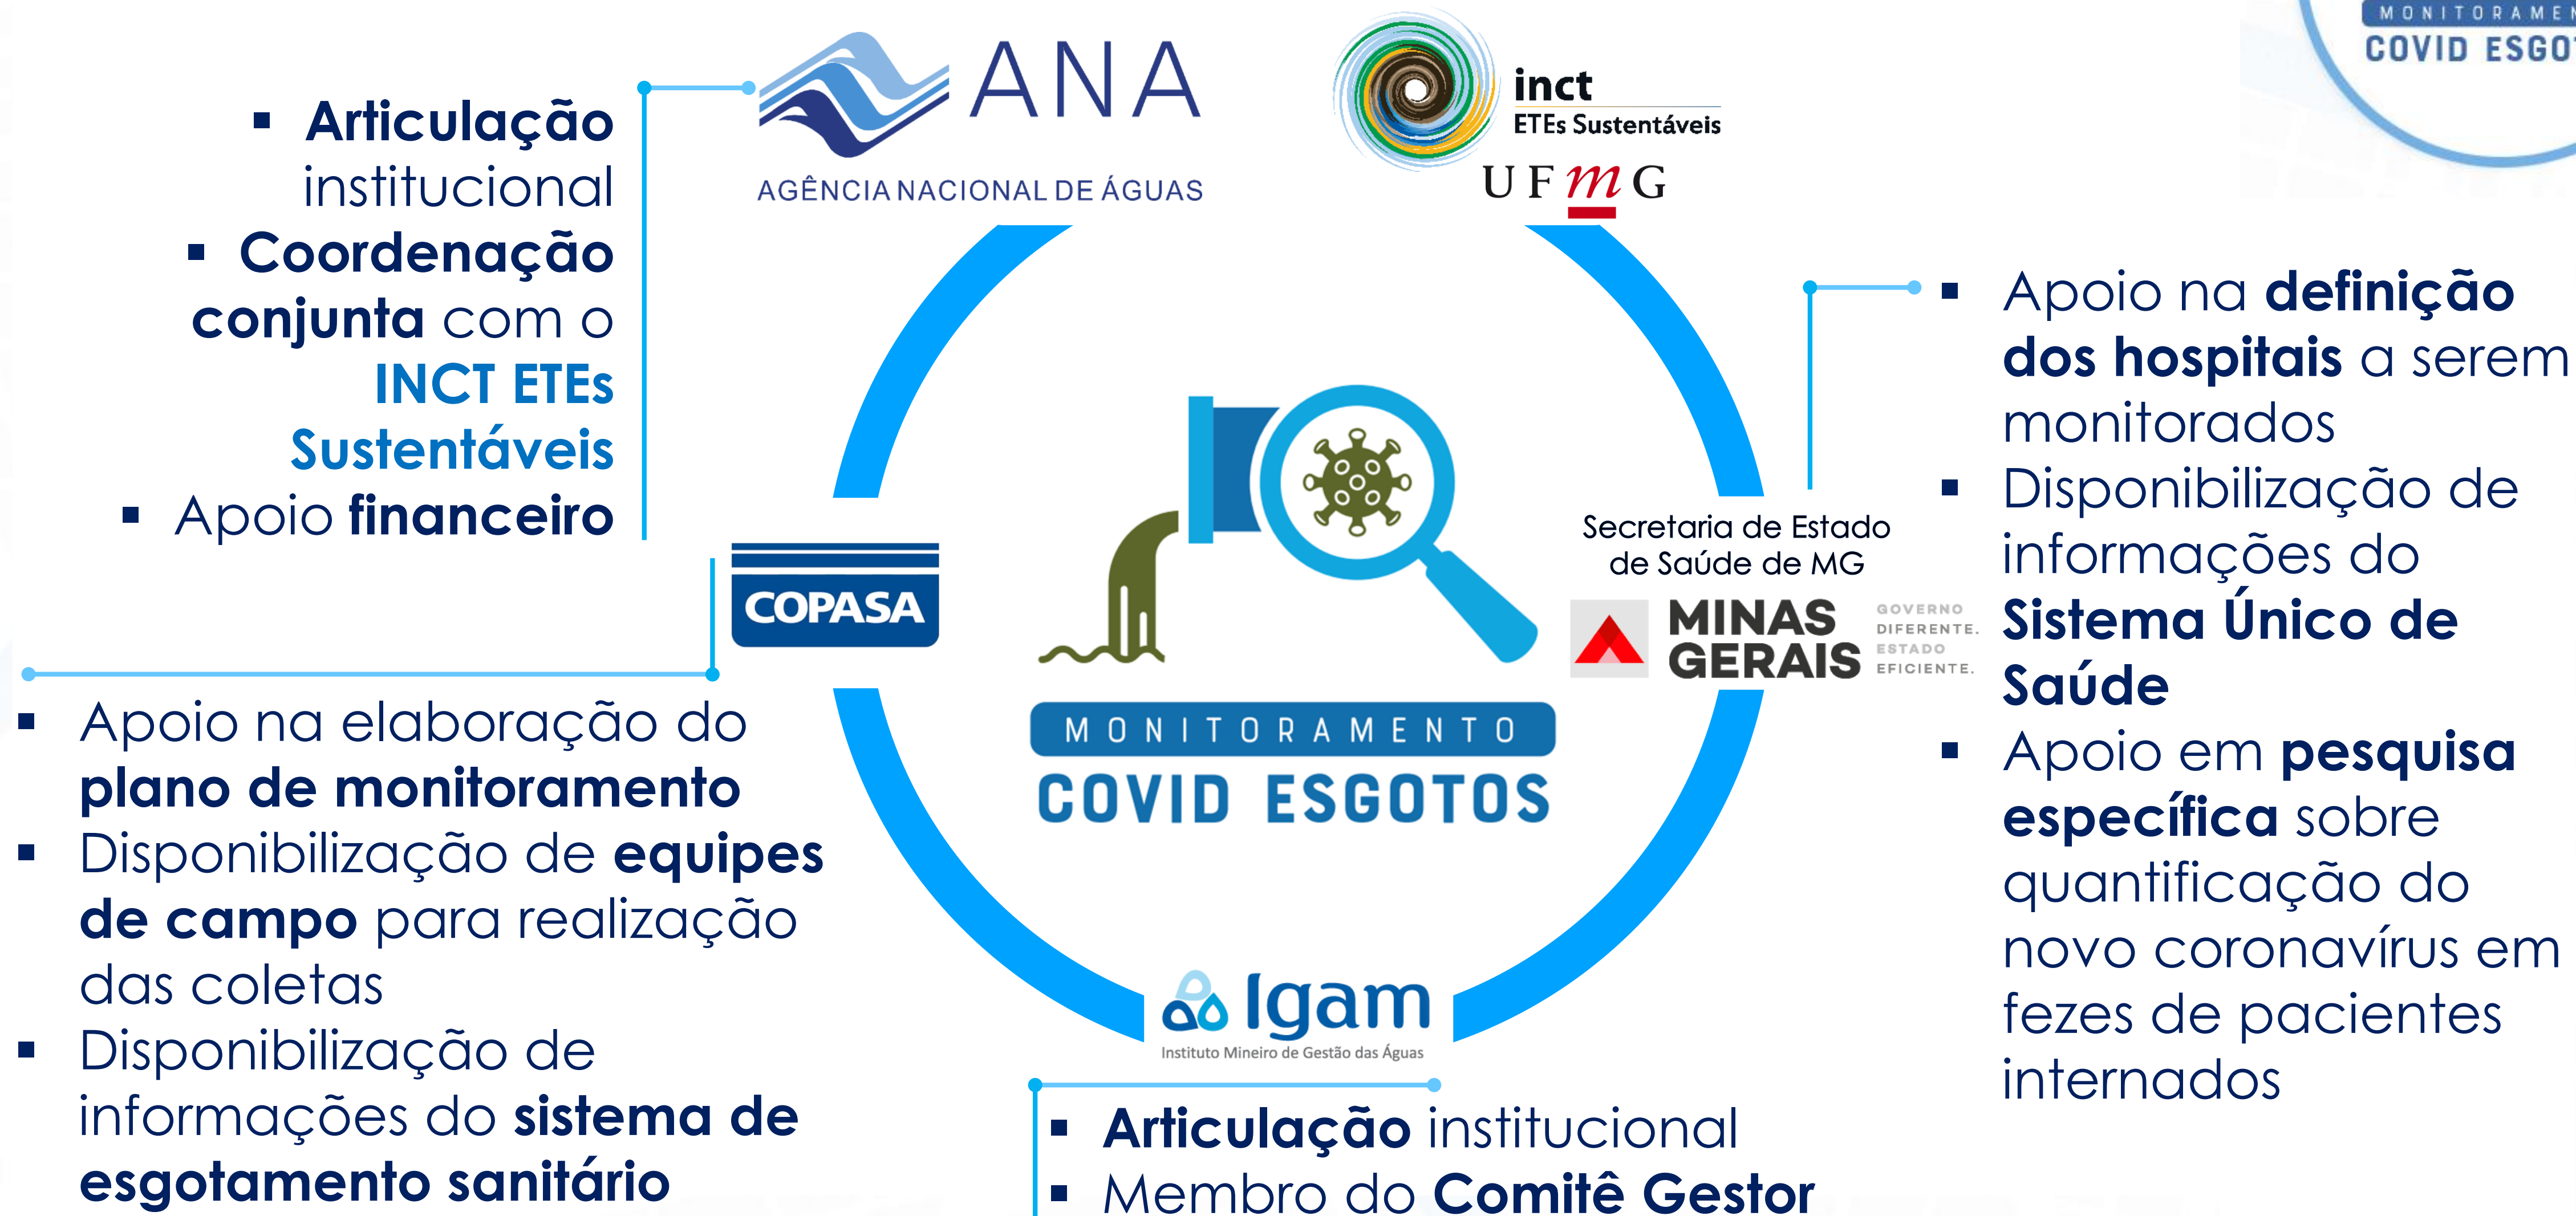 ▪ Articulação
institucional
▪ Coordenação
conjunta com o
INCT ETEs
Sustentáveis
▪ Apoio financeiro
ANA
AGÊNCIA NACIONAL DE ÁGUAS
inct
ETEs Sustentáveis
UFmG
COVID
COPASA
▪ Apoio na elaboração do
plano de monitoramento
▪ Disponibilização de equipes
de campo para realização
das coletas
▪ Disponibilização de
informações do sistema de
esgotamento sanitário
MONITORAMENTO
COVID ESGOTOS
Secretaria de Estado
de Saúde de MG
MINAS
GERAIS
GOVERNO
DIFERENTE.
ESTADO
EFICIENTE.
▪ Apoio na definição
dos hospitais a serem
monitorados
▪ Disponibilização de
informações do
Sistema Único de
Saúde
▪ Apoio em pesquisa
específica sobre
quantificação do
novo coronavírus em
fezes de pacientes
internados
Igam
Instituto Mineiro de Gestão das Águas
▪ Articulação institucional
▪ Membro do Comitê Gestor